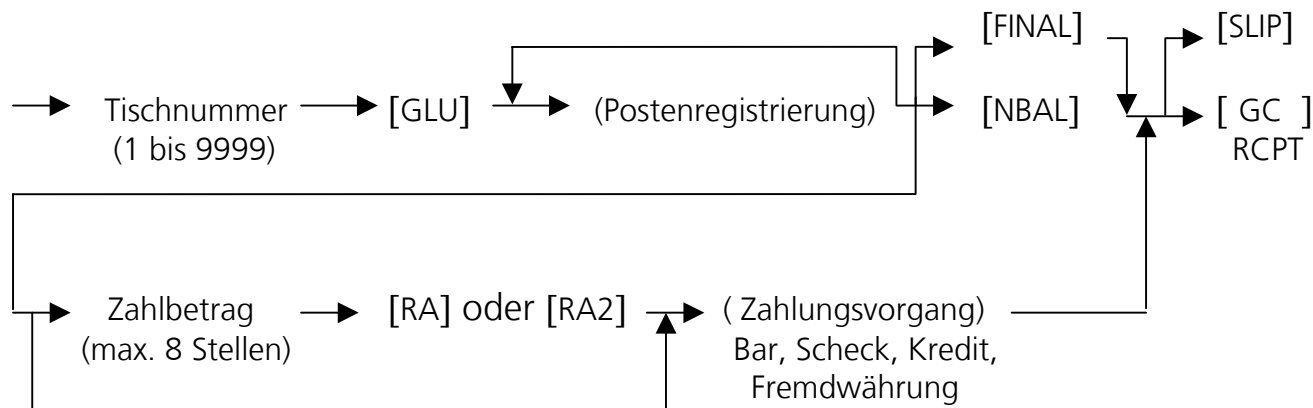 [FINAL] [SLIP]
Tischnummer [GLU] (Postenregistrierung) [NBAL] [ GC ]
(1 bis 9999) RCPT
Zahlbetrag [RA] oder [RA2] ( Zahlungsvorgang)
(max. 8 Stellen) Bar, Scheck, Kredit,
Fremdwährung